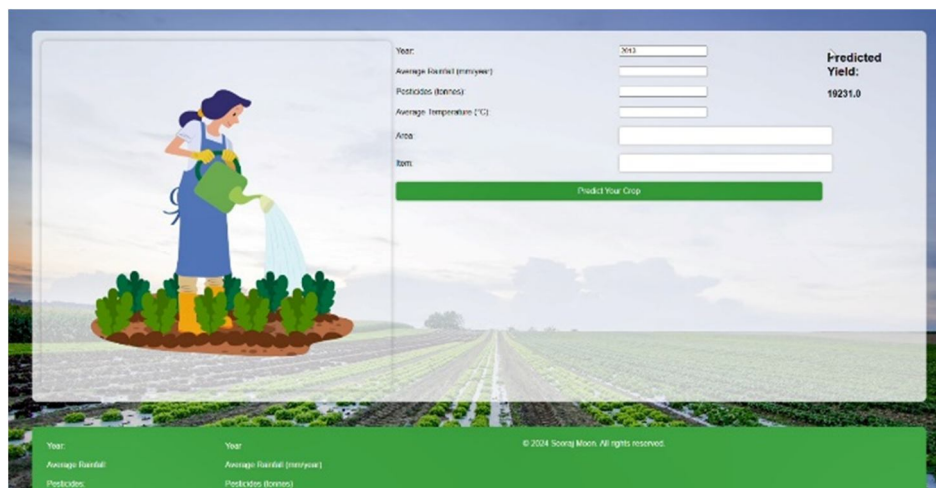 Year:
2013
Average Rainfall (mm/year)
Pesticides (tonnes):
Average Temperature (°C):
Area:
Item:
Predict Your Crop
Predicted
Yield:
19231.0
Year:
Average Rainfall
Pesticides:
Year
Average Rainfall (mm/year)
Pesticides (tonnes)
© 2024 Sooraj Moon. All rights reserved.